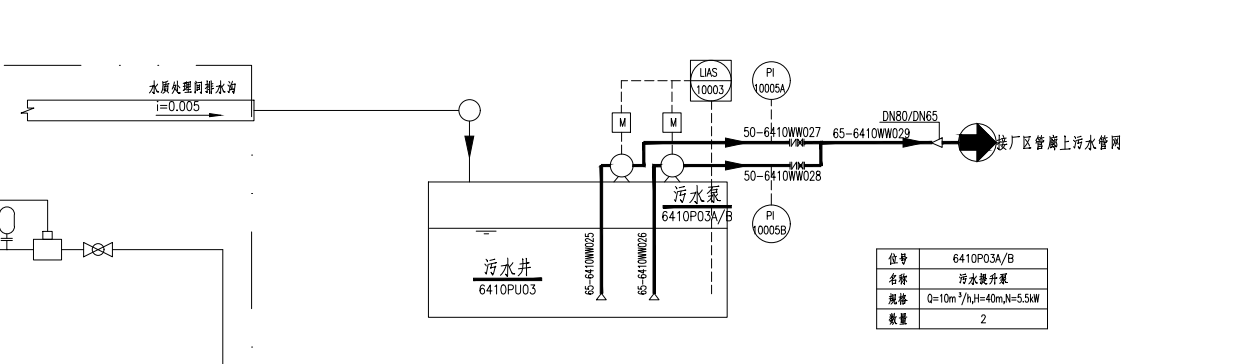 水质处理间排水沟
i=0.005
LIAS
10003
PI
10005A
M
M
50-6410WW027
65-6410WW029
DN80/DN65
接厂区管廊上污水管网
50-6410WW028
污水泵
6410P03A/B
PI
10005B
65-6410WW025
65-6410WW026
污水井
6410PU03
位号 6410P03A/B
名称 污水提升泵
规格 Q=10m³/h,H=40m,N=5.5kW
数量 2